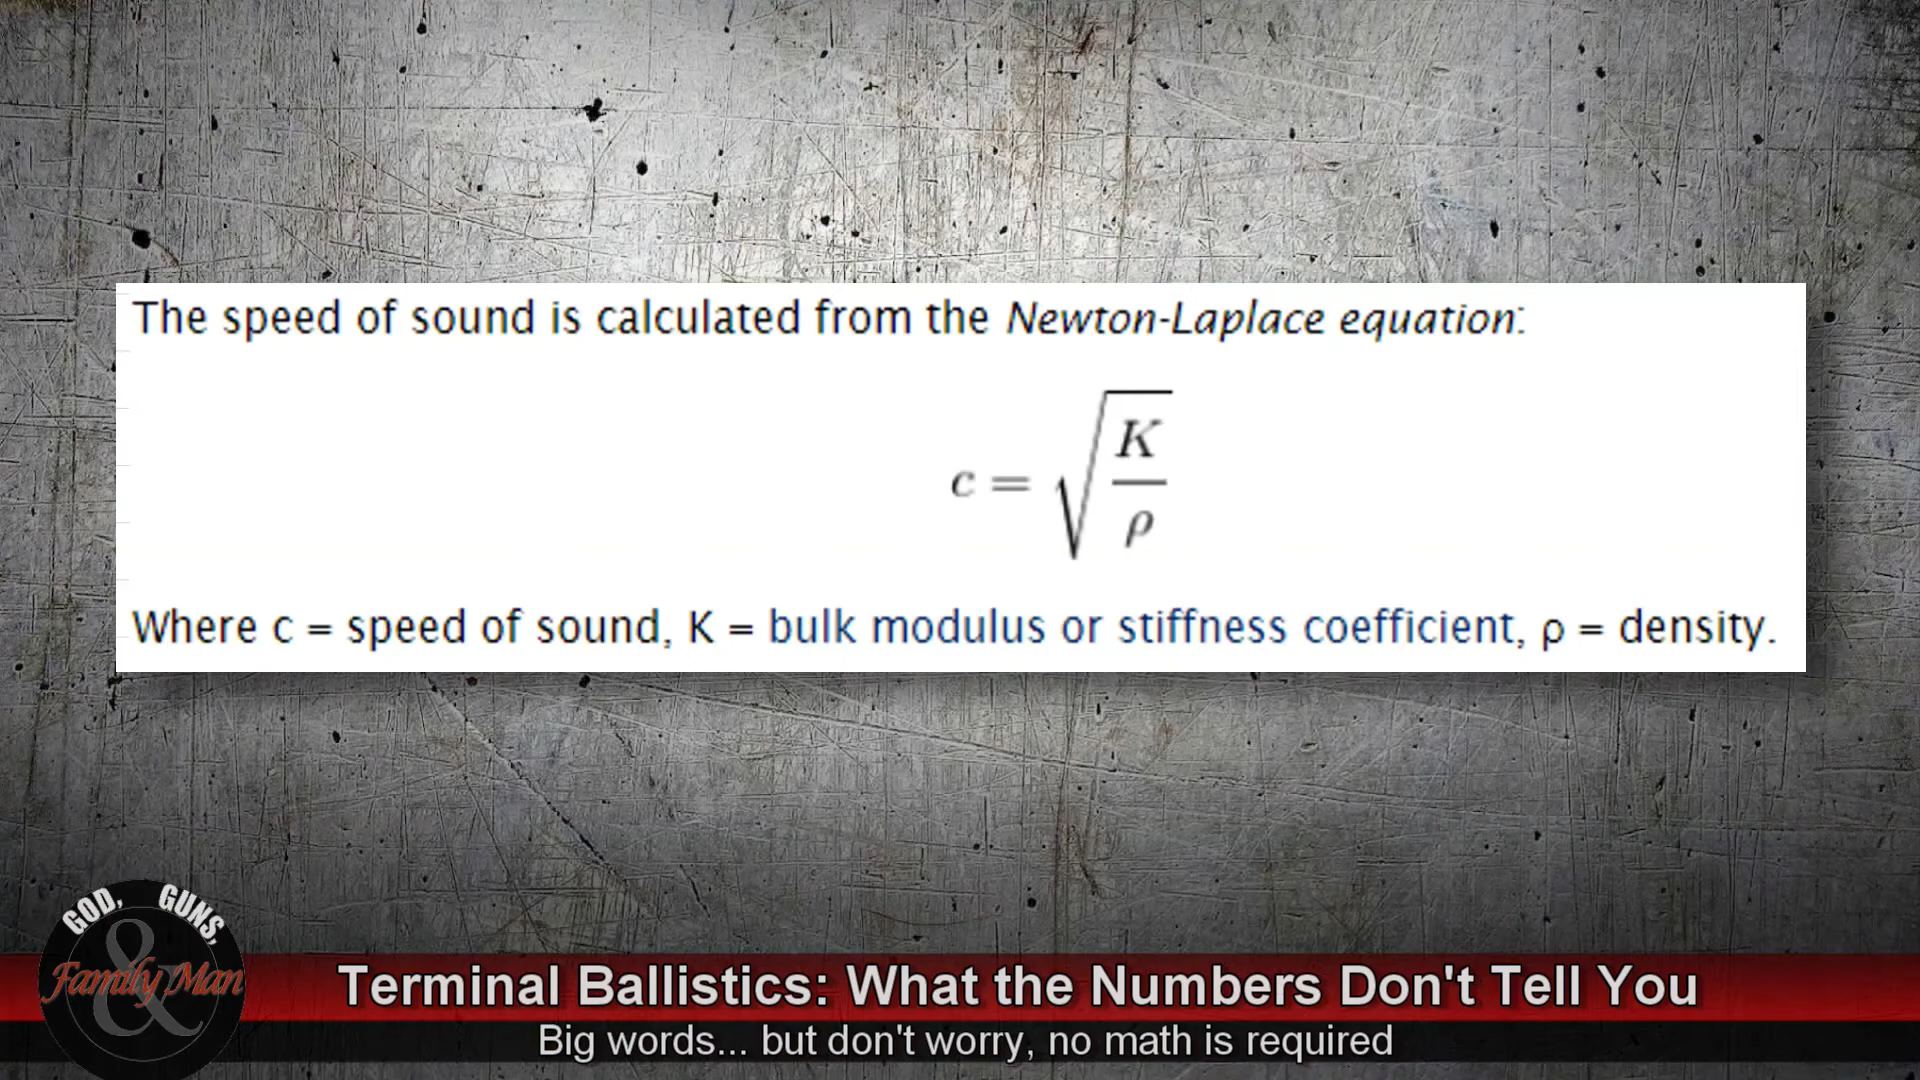 The speed of sound is calculated from the Newton-Laplace equation:
c = √(K/ρ)
Where c = speed of sound, K = bulk modulus or stiffness coefficient, ρ = density.
GOD, GUNS,
&
Family Man
Terminal Ballistics: What the Numbers Don't Tell You
Big words... but don't worry, no math is required